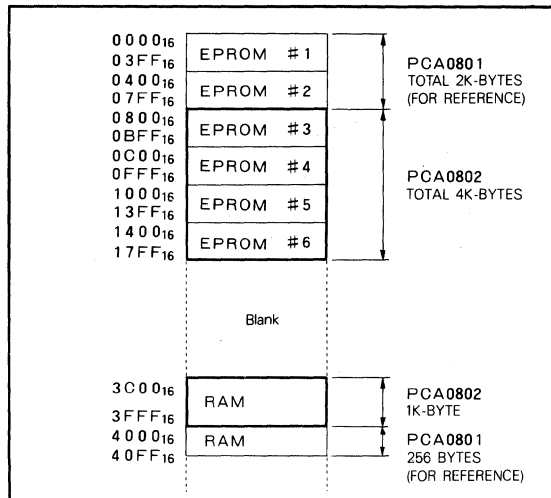 0000₁₆
03FF₁₆
EPROM #1
0400₁₆
07FF₁₆
EPROM #2
PCA0801
TOTAL 2K-BYTES
(FOR REFERENCE)
0800₁₆
0BFF₁₆
EPROM #3
0C00₁₆
0FFF₁₆
EPROM #4
1000₁₆
13FF₁₆
EPROM #5
1400₁₆
17FF₁₆
EPROM #6
PCA0802
TOTAL 4K-BYTES
Blank
3C00₁₆
3FFF₁₆
RAM
PCA0802
1K-BYTE
4000₁₆
40FF₁₆
RAM
PCA0801
256 BYTES
(FOR REFERENCE)